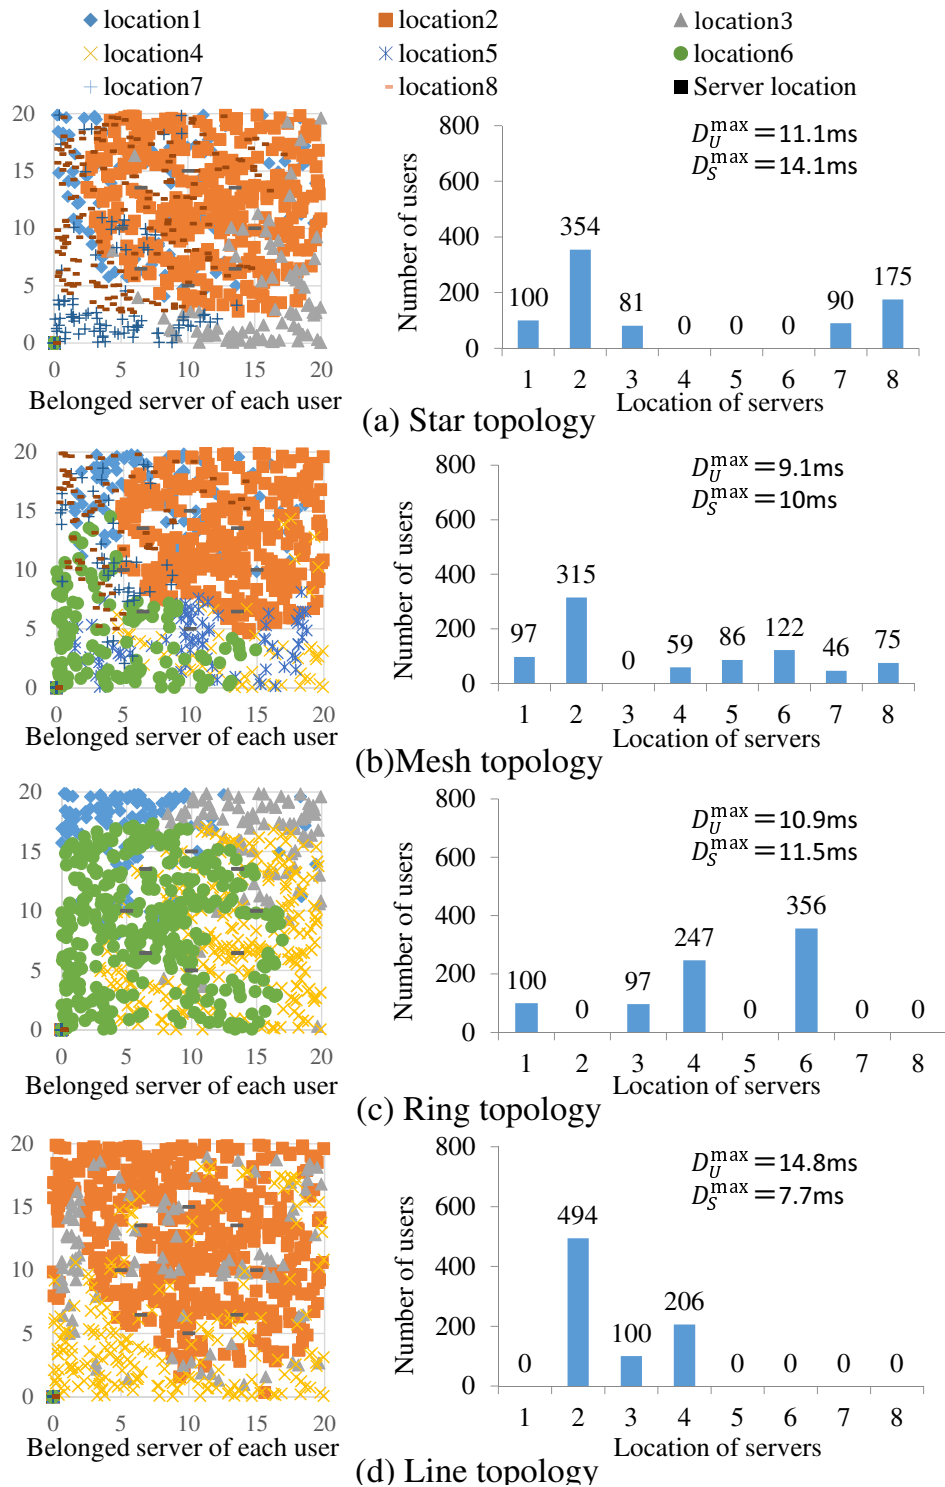 location1 location2 location3
location4 location5 location6
location7 location8 Server location
20
15
10
5
0
0 5 10 15 20
Belonged server of each user
800
600
400
200
0
Number of users
D_U^max＝11.1ms
D_S^max＝14.1ms
100 354 81 0 0 0 90 175
1 2 3 4 5 6 7 8
Location of servers
(a) Star topology
20
15
10
5
0
0 5 10 15 20
Belonged server of each user
800
600
400
200
0
Number of users
D_U^max＝9.1ms
D_S^max＝10ms
97 315 0 59 86 122 46 75
1 2 3 4 5 6 7 8
Location of servers
(b)Mesh topology
20
15
10
5
0
0 5 10 15 20
Belonged server of each user
800
600
400
200
0
Number of users
D_U^max＝10.9ms
D_S^max＝11.5ms
100 0 97 247 0 356 0 0
1 2 3 4 5 6 7 8
Location of servers
(c) Ring topology
20
15
10
5
0
0 5 10 15 20
Belonged server of each user
800
600
400
200
0
Number of users
D_U^max＝14.8ms
D_S^max＝7.7ms
0 494 100 206 0 0 0 0
1 2 3 4 5 6 7 8
Location of servers
(d) Line topology